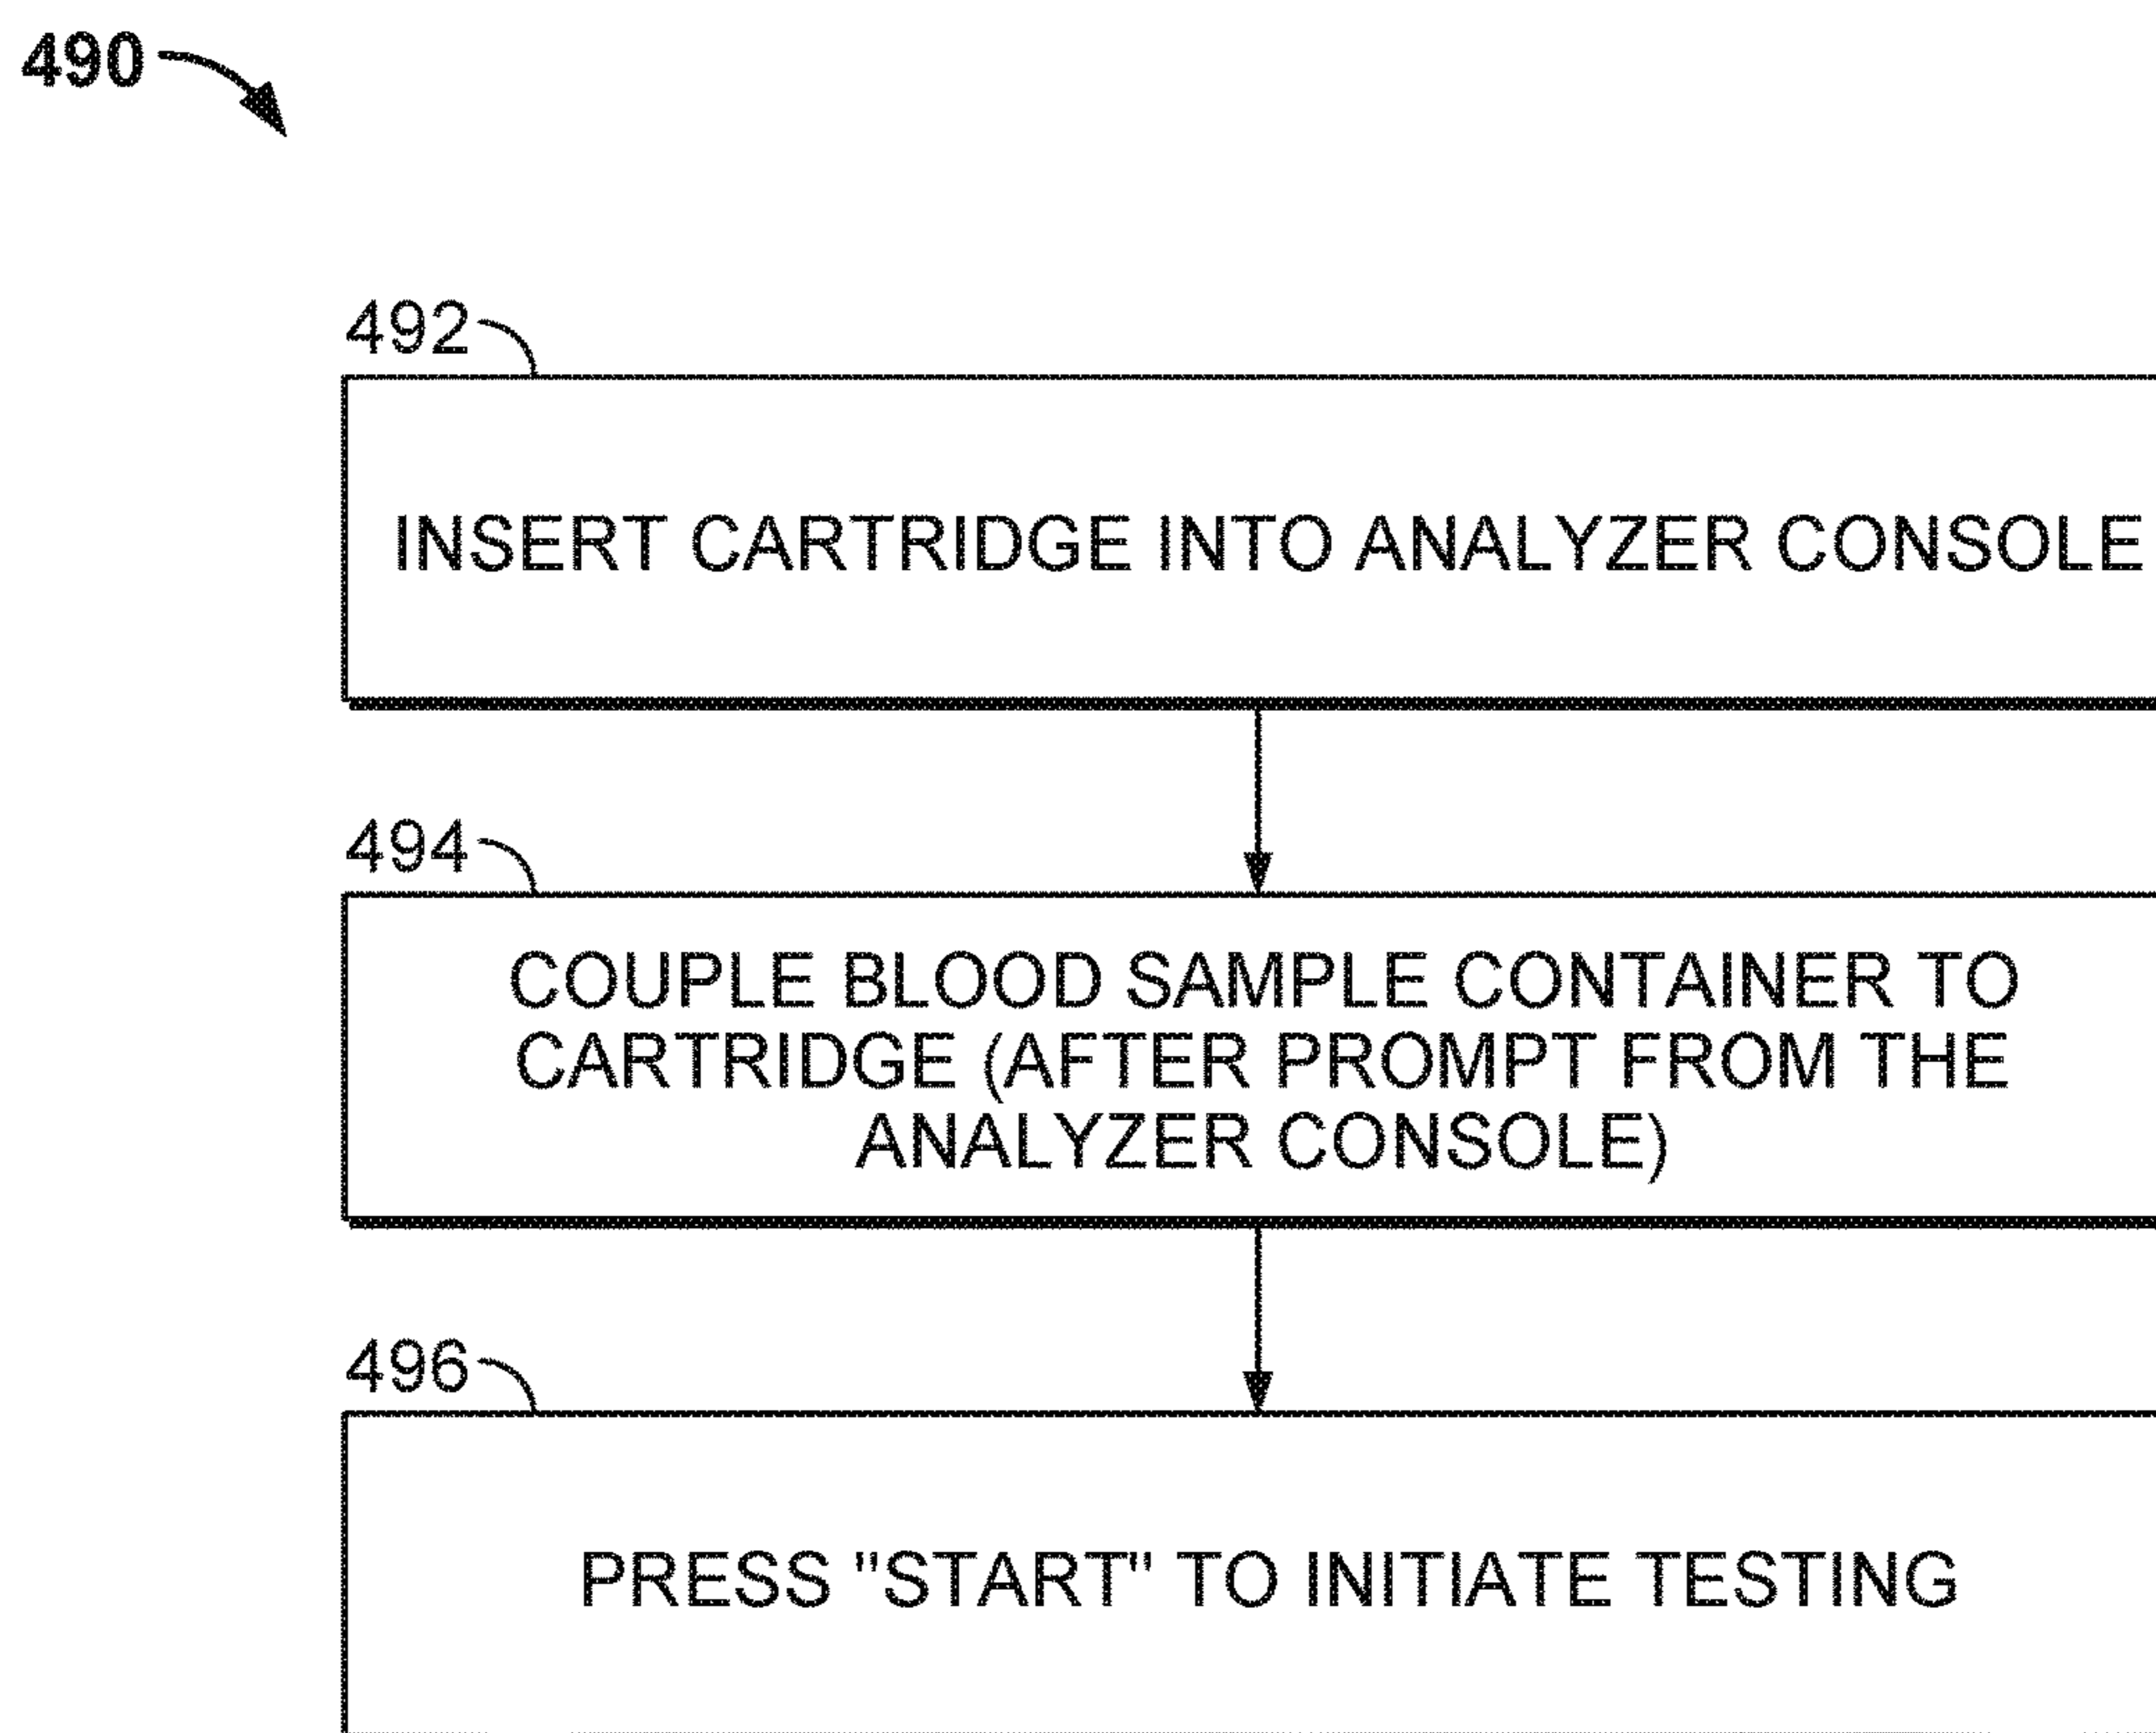 490
492
INSERT CARTRIDGE INTO ANALYZER CONSOLE
494
COUPLE BLOOD SAMPLE CONTAINER TO
CARTRIDGE (AFTER PROMPT FROM THE
ANALYZER CONSOLE)
496
PRESS "START" TO INITIATE TESTING